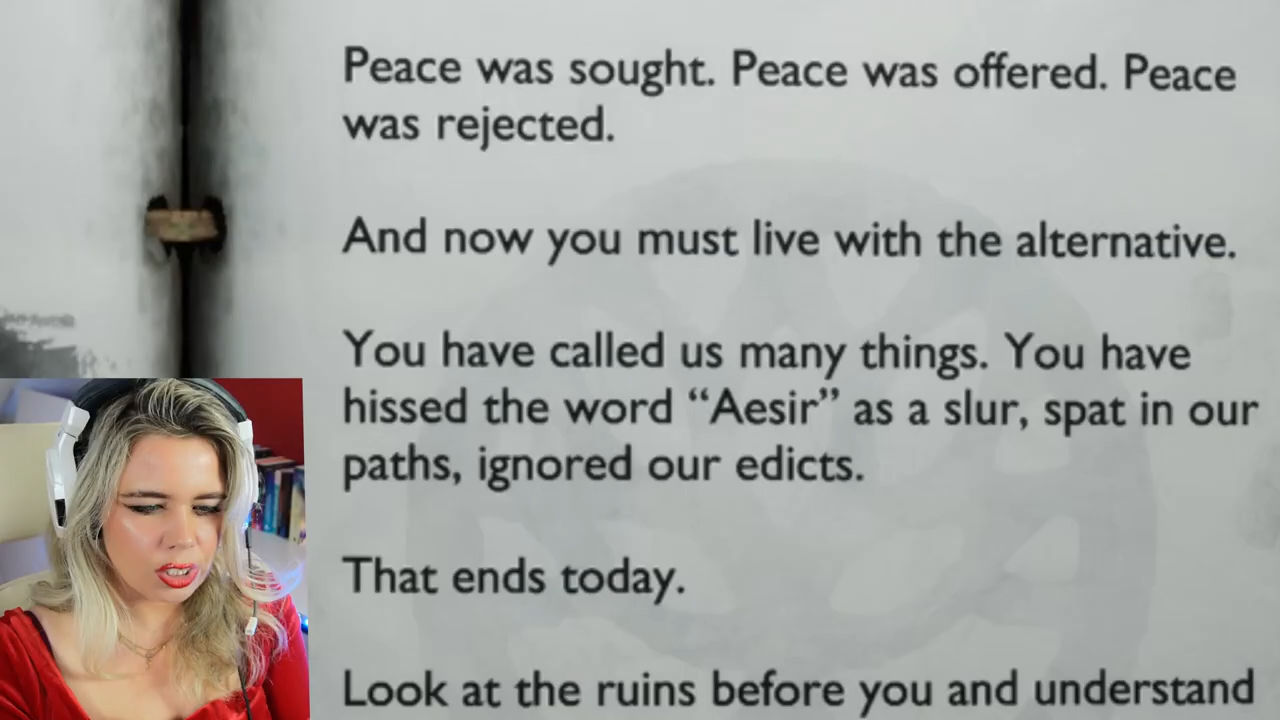 Peace was sought. Peace was offered. Peace
was rejected.
And now you must live with the alternative.
You have called us many things. You have
hissed the word “Aesir” as a slur, spat in our
paths, ignored our edicts.
That ends today.
Look at the ruins before you and understand